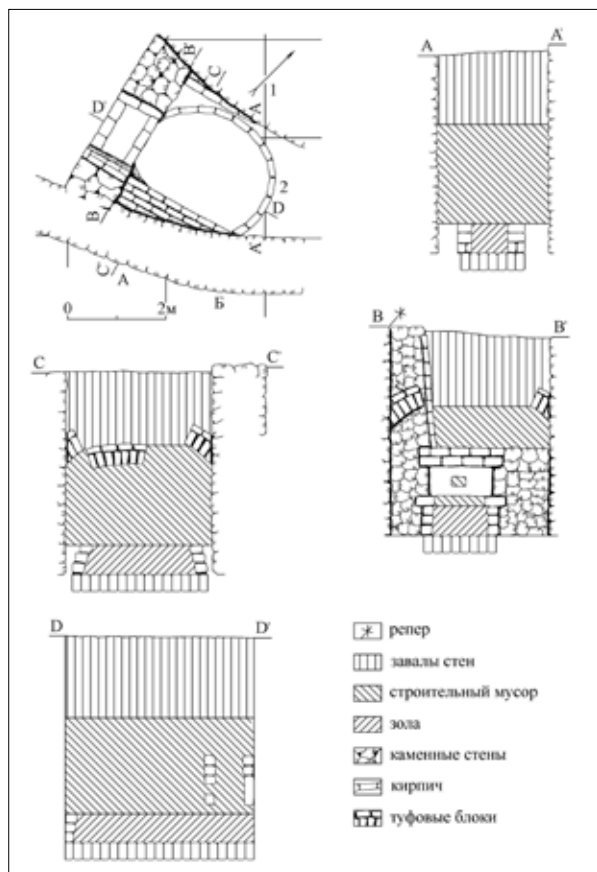 B'
C
1
A
D'
2
D
B
A'
C'
A
Б
0 2м
A A'
B B'
C C'
D D'
репер
завалы стен
строительный мусор
зола
каменные стены
кирпич
туфовые блоки